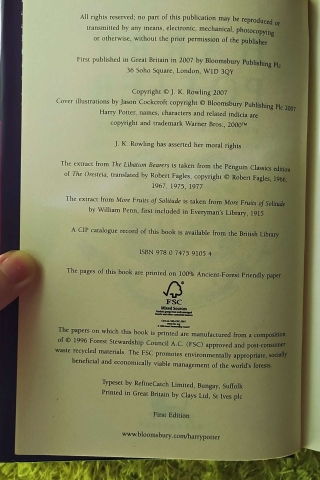 All rights reserved; no part of this publication may be reproduced or
transmitted by any means, electronic, mechanical, photocopying
or otherwise, without the prior permission of the publisher
First published in Great Britain in 2007 by Bloomsbury Publishing Plc
36 Soho Square, London, W1D 3QY
Copyright © J. K. Rowling 2007
Cover illustrations by Jason Cockcroft copyright © Bloomsbury Publishing Plc 2007
Harry Potter, names, characters and related indicia are
copyright and trademark Warner Bros., 2000™
J. K. Rowling has asserted her moral rights
The extract from The Libation Bearers is taken from the Penguin Classics edition
of The Oresteia, translated by Robert Fagles, copyright © Robert Fagles, 1966,
1967, 1975, 1977
The extract from More Fruits of Solitude is taken from More Fruits of Solitude
by William Penn, first included in Everyman's Library, 1915
A CIP catalogue record of this book is available from the British Library
ISBN 978 0 7475 9105 4
The pages of this book are printed on 100% Ancient-Forest Friendly paper
FSC
Mixed Sources
The papers on which this book is printed are manufactured from a composition
of © 1996 Forest Stewardship Council A.C. (FSC) approved and post-consumer
waste recycled materials. The FSC promotes environmentally appropriate, socially
beneficial and economically viable management of the world's forests.
Typeset by RefineCatch Limited, Bungay, Suffolk
Printed in Great Britain by Clays Ltd, St Ives plc
First Edition
www.bloomsbury.com/harrypotter